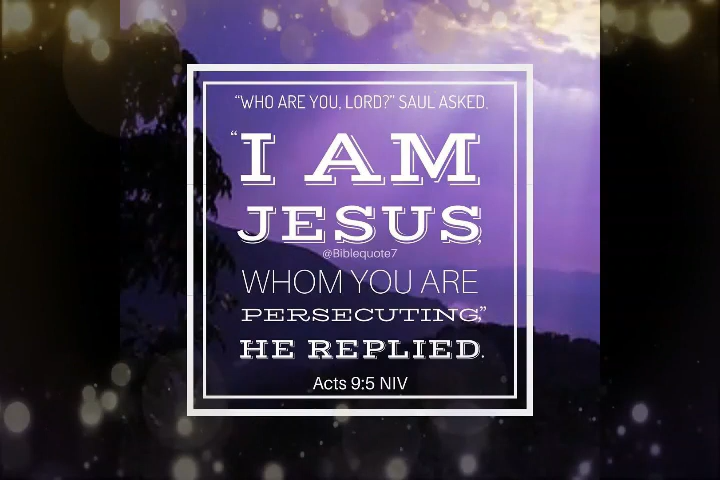 “WHO ARE YOU, LORD?” SAUL ASKED.
“I AM
JESUS,
@Biblequote7
WHOM YOU ARE
PERSECUTING,”
HE REPLIED.
Acts 9:5 NIV